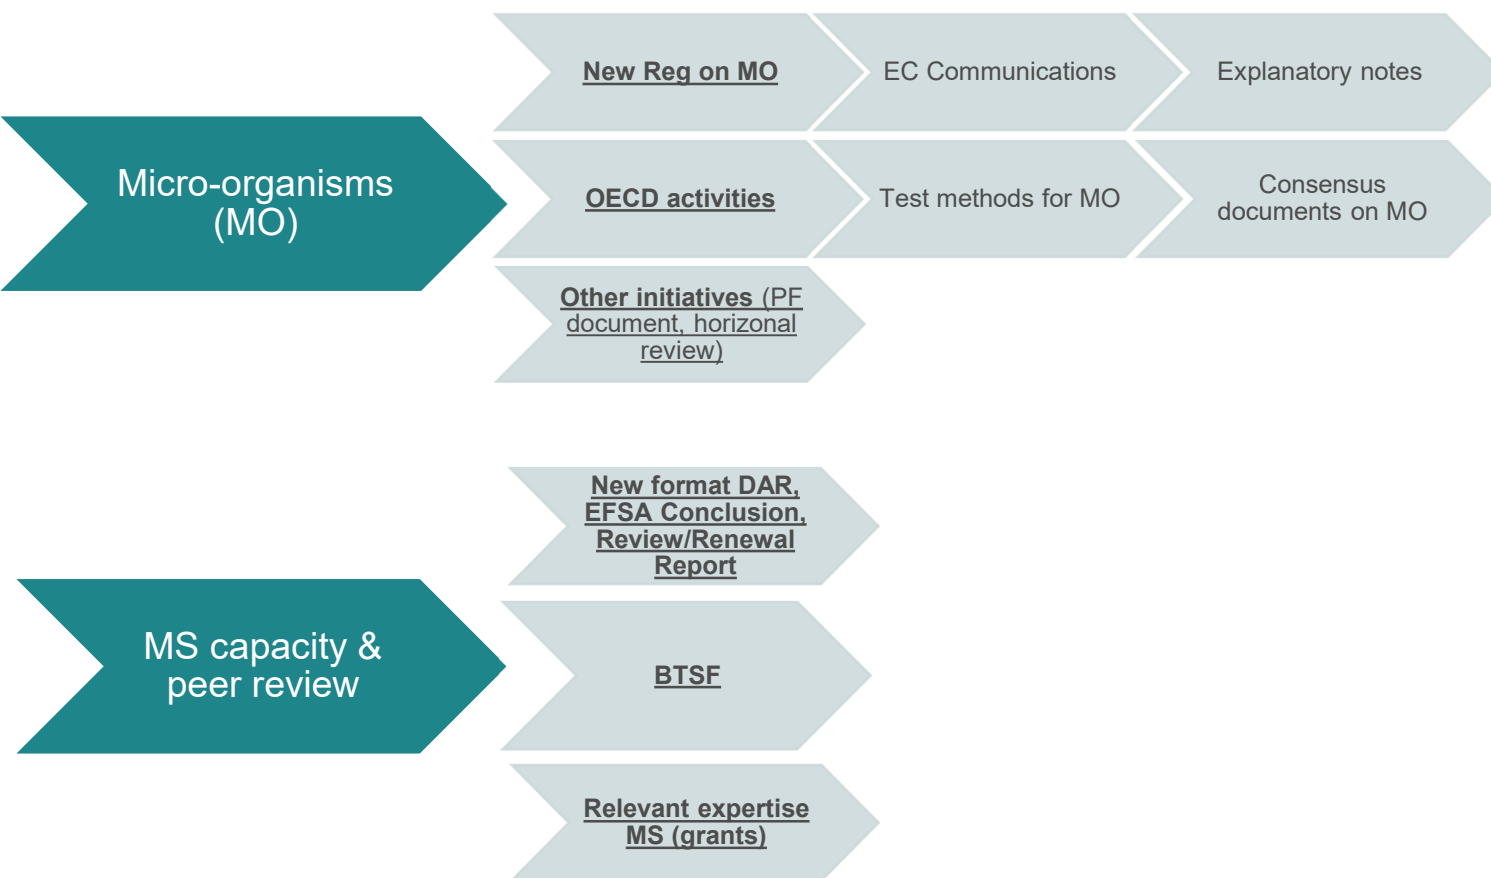 New Reg on MO
EC Communications
Explanatory notes
Micro-organisms
(MO)
OECD activities
Test methods for MO
Consensus
documents on MO
Other initiatives (PF
document, horizonal
review)
New format DAR,
EFSA Conclusion,
Review/Renewal
Report
MS capacity &
peer review
BTSF
Relevant expertise
MS (grants)